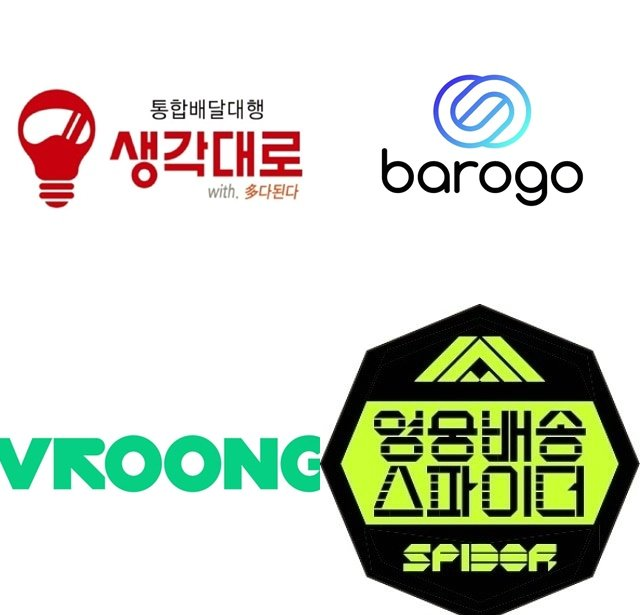 통합배달대행
생각대로
with. 多다된다
barogo
VROONG
영웅배송
스파이더
SPIDOR